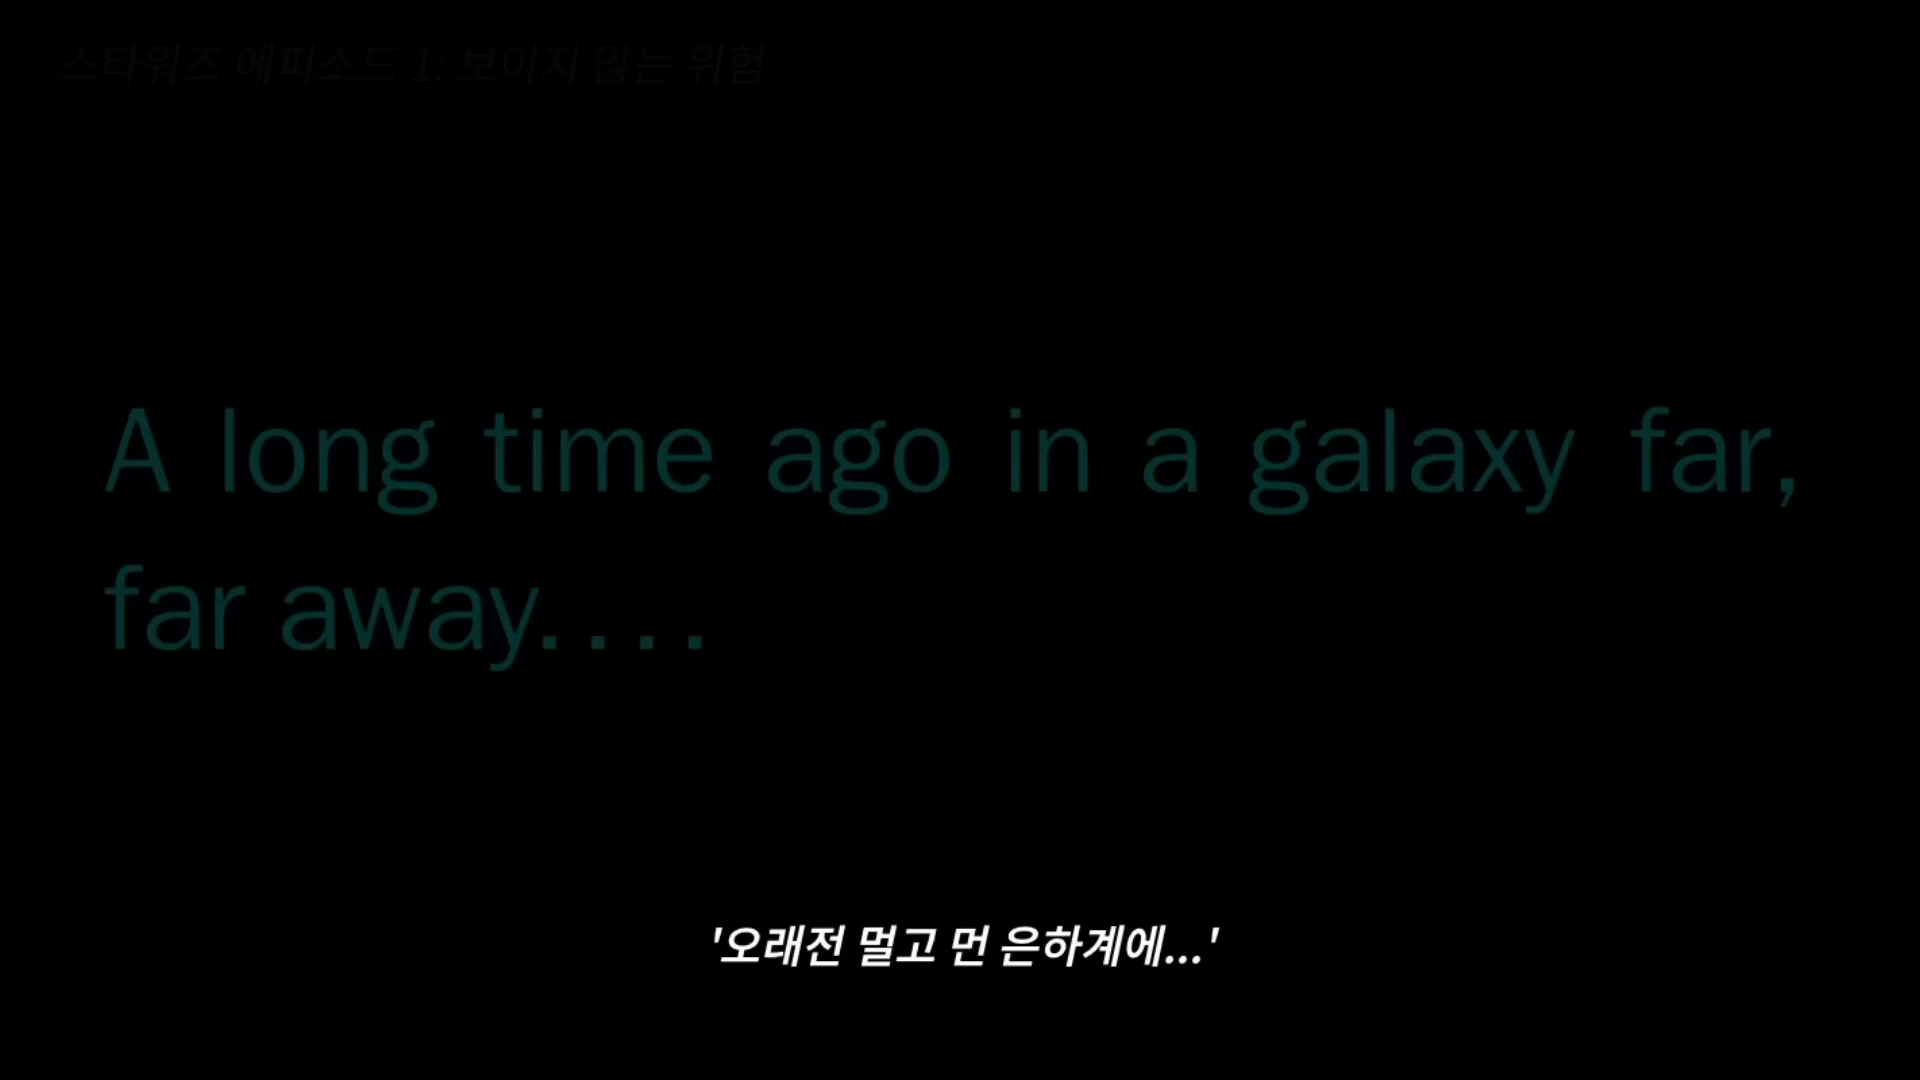 스타워즈 에피소드 1: 보이지 않는 위험
A long time ago in a galaxy far,
far away....
'오래전 멀고 먼 은하계에...'